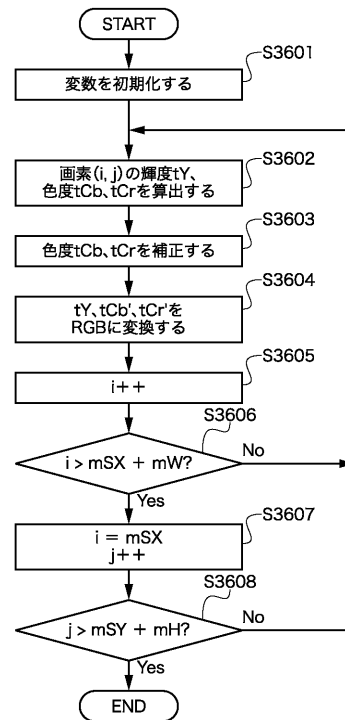 START
S3601
変数を初期化する
S3602
画素(i, j)の輝度tY、
色度tCb、tCrを算出する
S3603
色度tCb、tCrを補正する
S3604
tY、tCb'、tCr'を
RGBに変換する
S3605
i++
S3606
i > mSX + mW?
No
Yes
S3607
i = mSX
j++
S3608
j > mSY + mH?
No
Yes
END